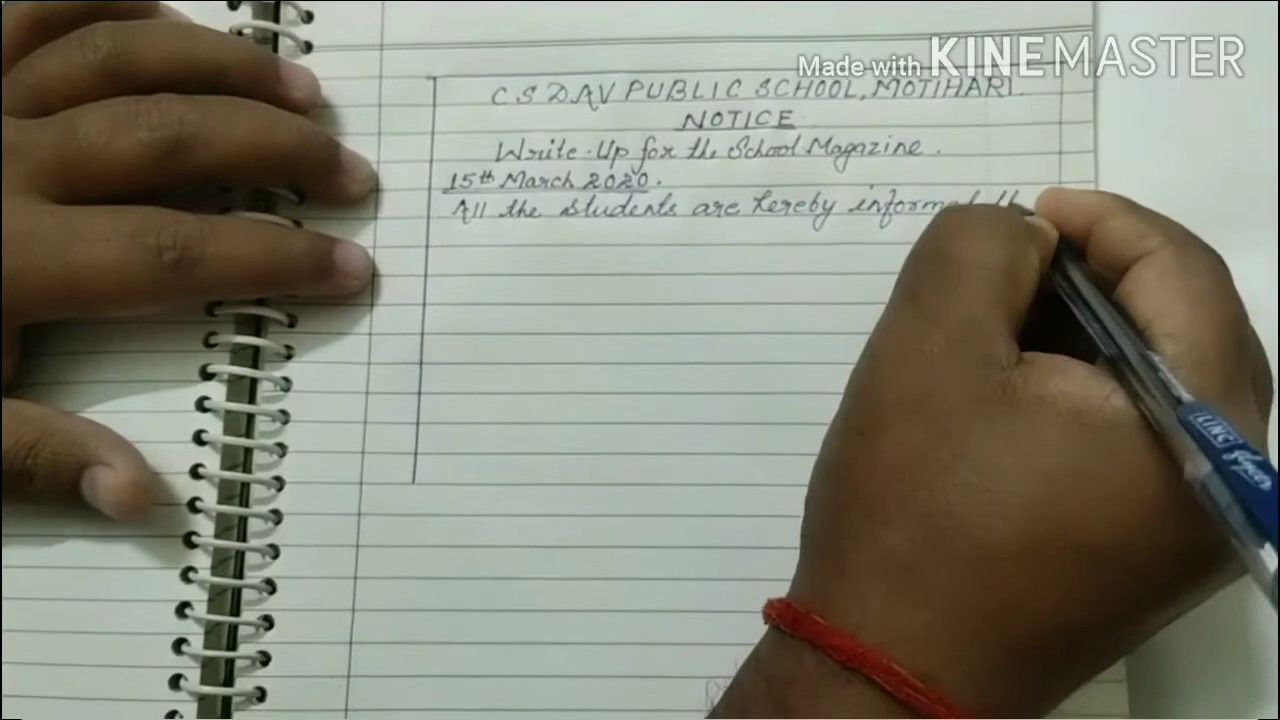 Made with KINEMASTER
C S DAV PUBLIC SCHOOL, MOTIHARI.
NOTICE
Write-Up for the School Magazine.
15th March 2020.
All the students are hereby informed
LINC